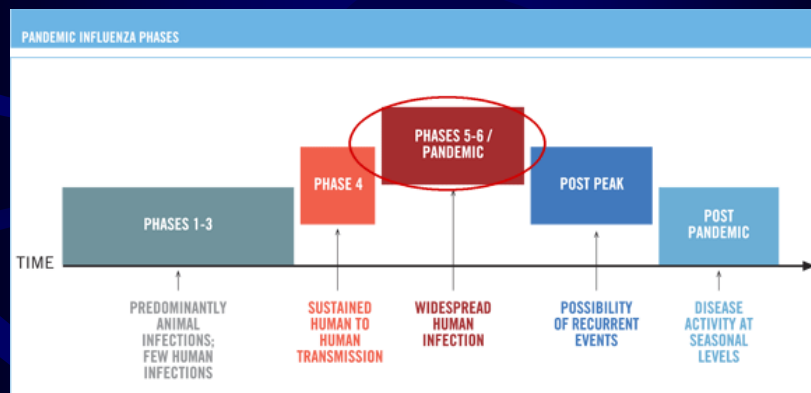 PANDEMIC INFLUENZA PHASES
PHASES 5-6 /
PANDEMIC
PHASE 4
POST PEAK
PHASES 1-3
POST
PANDEMIC
TIME
PREDOMINANTLY
ANIMAL
INFECTIONS;
FEW HUMAN
INFECTIONS
SUSTAINED
HUMAN TO
HUMAN
TRANSMISSION
WIDESPREAD
HUMAN
INFECTION
POSSIBILITY
OF RECURRENT
EVENTS
DISEASE
ACTIVITY AT
SEASONAL
LEVELS